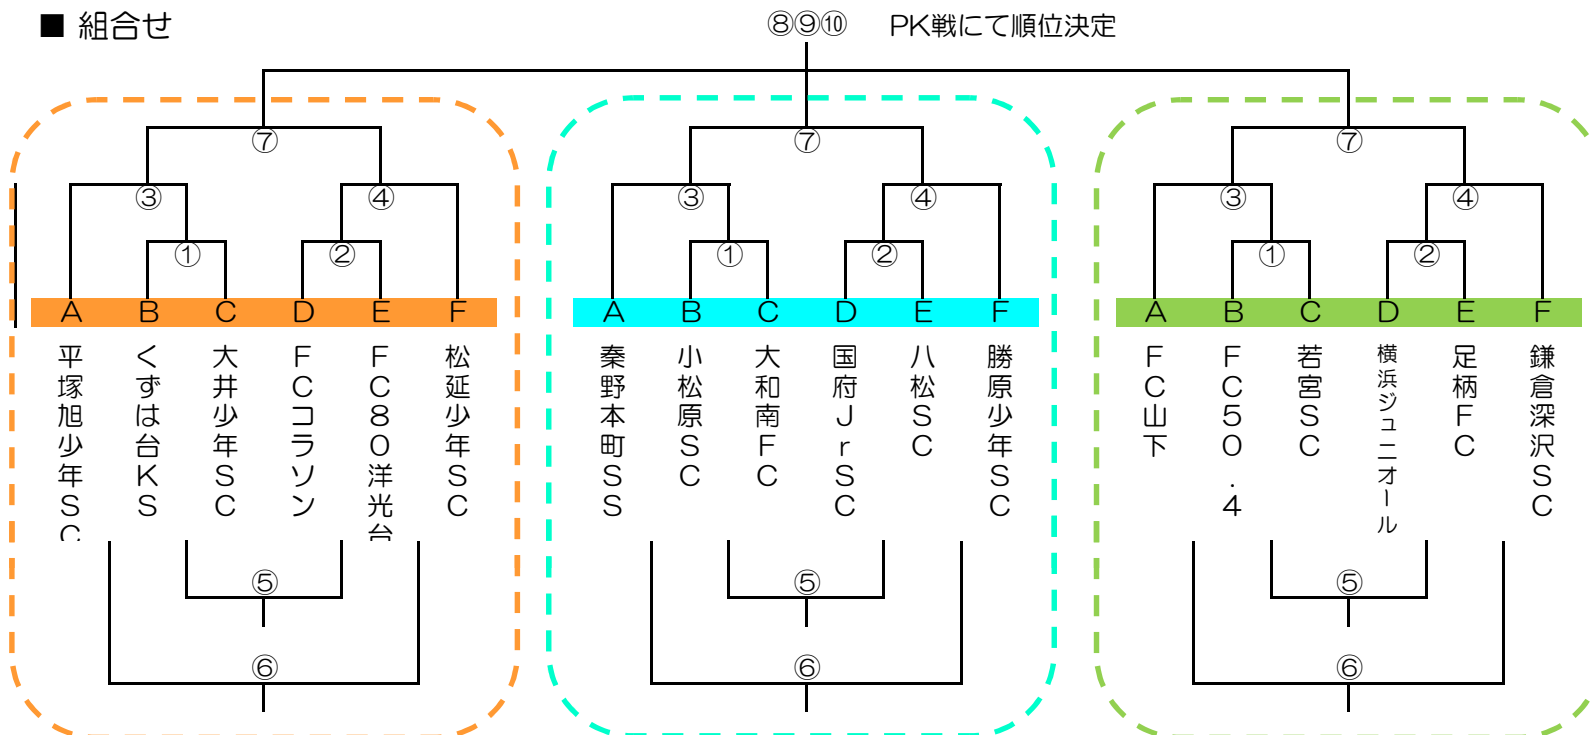 ■ 組合せ
⑧⑨⑩ PK戦にて順位決定
⑦ ⑦ ⑦
③ ④ ③ ④ ③ ④
① ② ① ② ① ②
A B C D E F
A B C D E F
A B C D E F
平塚旭少年SC
くずは台KS
大井少年SC
FCコラソン
FC80洋光台
松延少年SC
秦野本町SS
小松原SC
大和南FC
国府JrSC
八松SC
勝原少年SC
FC山下
FC50.4
若宮SC
横浜ジュニオール
足柄FC
鎌倉深沢SC
⑤ ⑤ ⑤
⑥ ⑥ ⑥